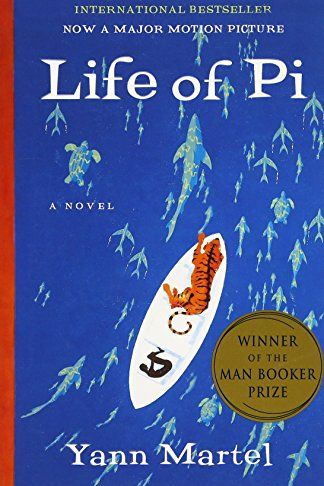 INTERNATIONAL BESTSELLER
NOW A MAJOR MOTION PICTURE
Life of Pi
A NOVEL
WINNER
OF THE
MAN BOOKER
PRIZE
Yann Martel